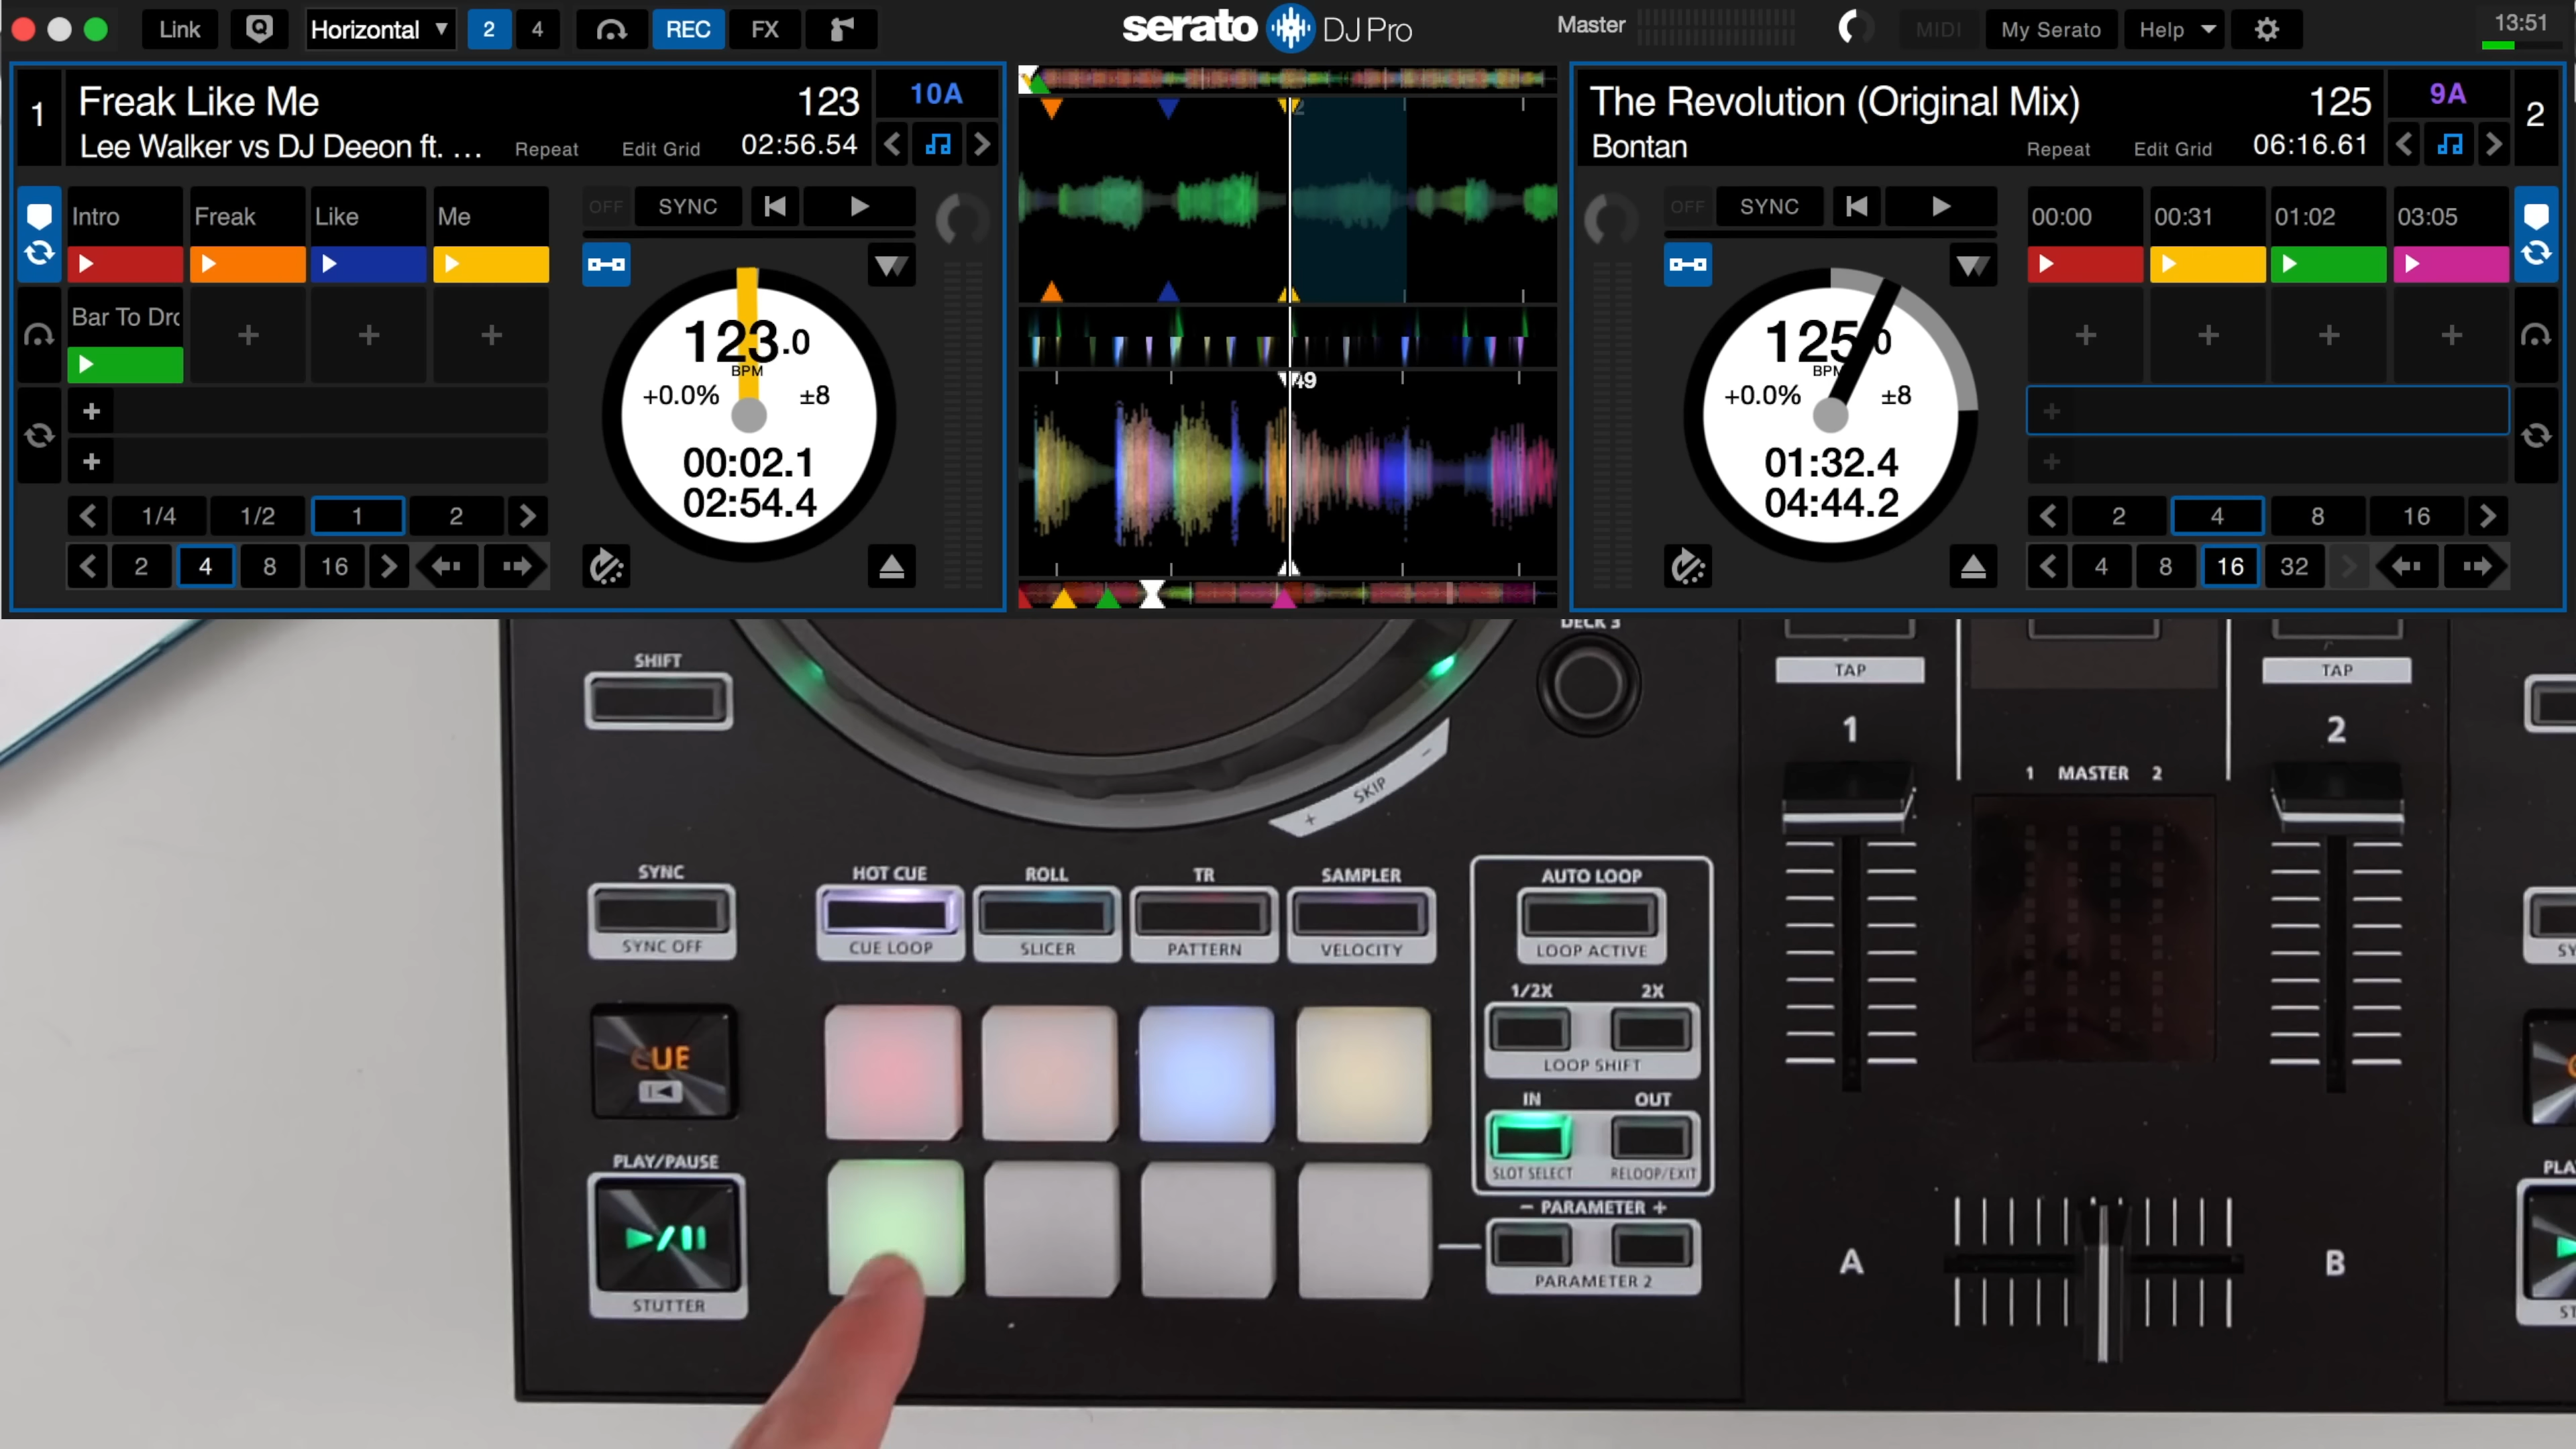 Link Horizontal 2 4 REC FX serato DJ Pro Master MIDI My Serato Help 13:51
1 Freak Like Me 123 10A
Lee Walker vs DJ Deeon ft. ... Repeat Edit Grid 02:56.54
Intro Freak Like Me
OFF SYNC
Bar To Dro
123.0
BPM
+0.0% ±8
00:02.1
02:54.4
1/4 1/2 1 2
2 4 8 16
2
49
The Revolution (Original Mix) 125 9A 2
Bontan Repeat Edit Grid 06:16.61
OFF SYNC
00:00 00:31 01:02 03:05
125.0
BPM
+0.0% ±8
01:32.4
04:44.2
2 4 8 16
4 8 16 32
SHIFT
DECK 3
TAP TAP
1 2
1 MASTER 2
+ SKIP -
SYNC HOT CUE ROLL TR SAMPLER AUTO LOOP
SYNC OFF CUE LOOP SLICER PATTERN VELOCITY LOOP ACTIVE
1/2X 2X
CUE
LOOP SHIFT
IN OUT
PLAY/PAUSE
SLOT SELECT RELOOP/EXIT
- PARAMETER +
PARAMETER 2
STUTTER
A B
SY
PLA
ST